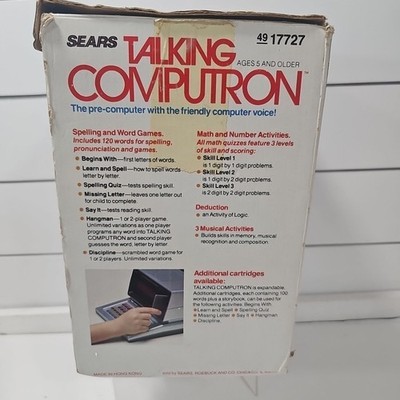 SEARS TALKING 49 17727
AGES 5 AND OLDER
COMPUTRON™
The pre-computer with the friendly computer voice!
Spelling and Word Games.
Includes 120 words for spelling,
pronunciation and games.
● Begins With—first letters of words.
● Learn and Spell—how to spell words
letter by letter.
● Spelling Quiz—tests spelling skill.
● Missing Letter—leaves one letter out
for child to complete.
● Say It—tests reading skill.
● Hangman—1 or 2-player game.
Unlimited variations as one player
programs any word into TALKING
COMPUTRON and second player
guesses the word, letter by letter.
● Discipline—scrambled word game for
1 or 2 players. Unlimited variations.
Math and Number Activities.
All math quizzes feature 3 levels
of skill and scoring:
● Skill Level 1
is 1 digit by 1 digit problems.
● Skill Level 2
is 1 digit by 2 digit problems.
● Skill Level 3
is 2 digit by 2 digit problems.
Deduction
● an Activity of Logic.
3 Musical Activities
● Builds skills in memory, musical
recognition and composition.
Additional cartridges
available:
TALKING COMPUTRON is expandable.
Additional cartridges, each containing 100
words plus a storybook, can be used for
the following activities. Begins With
● Learn and Spell ● Spelling Quiz
● Missing Letter ● Say It ● Hangman
● Discipline.
SEARS, ROEBUCK AND CO.